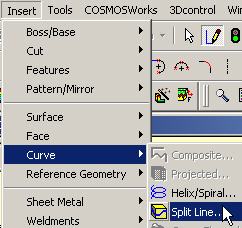 Insert Tools COSMOSWorks 3Dcontrol
Boss/Base
Cut
Features
Pattern/Mirror
Surface
Face
Curve
Composite...
Reference Geometry
Projected...
Helix/Spiral...
Sheet Metal
Split Line...
Weldments